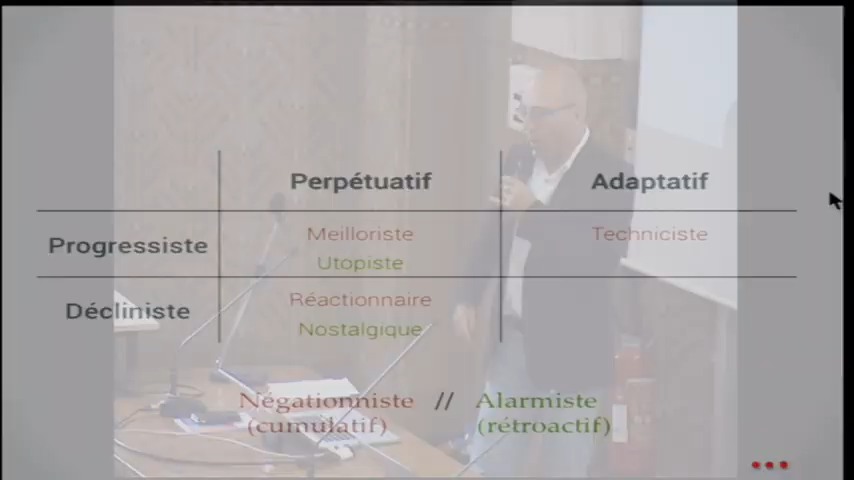 Perpétuatif Adaptatif
Progressiste Meilloriste Techniciste
Utopiste
Décliniste Réactionnaire
Nostalgique
Négationniste // Alarmiste
(cumulatif) (rétroactif)